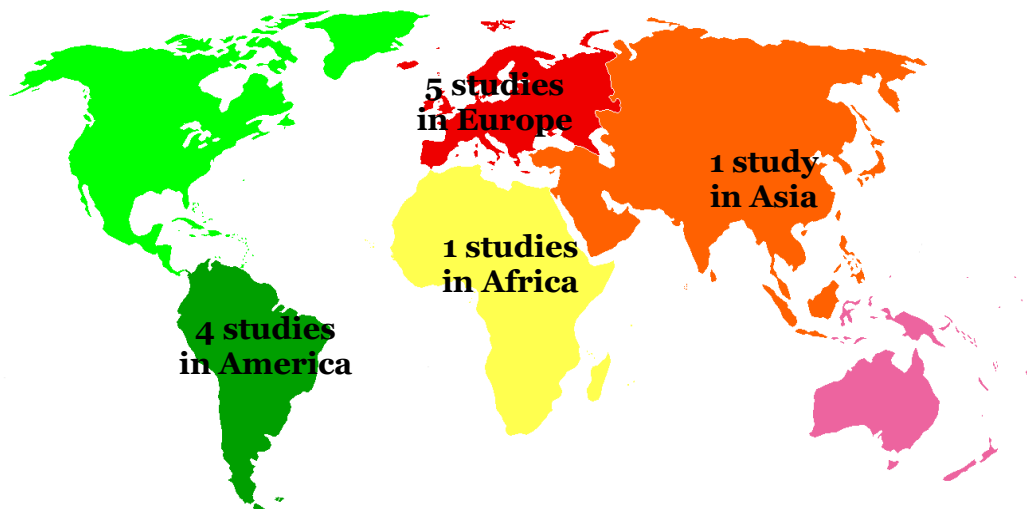 5 studies
in Europe
1 study
in Asia
1 studies
in Africa
4 studies
in America